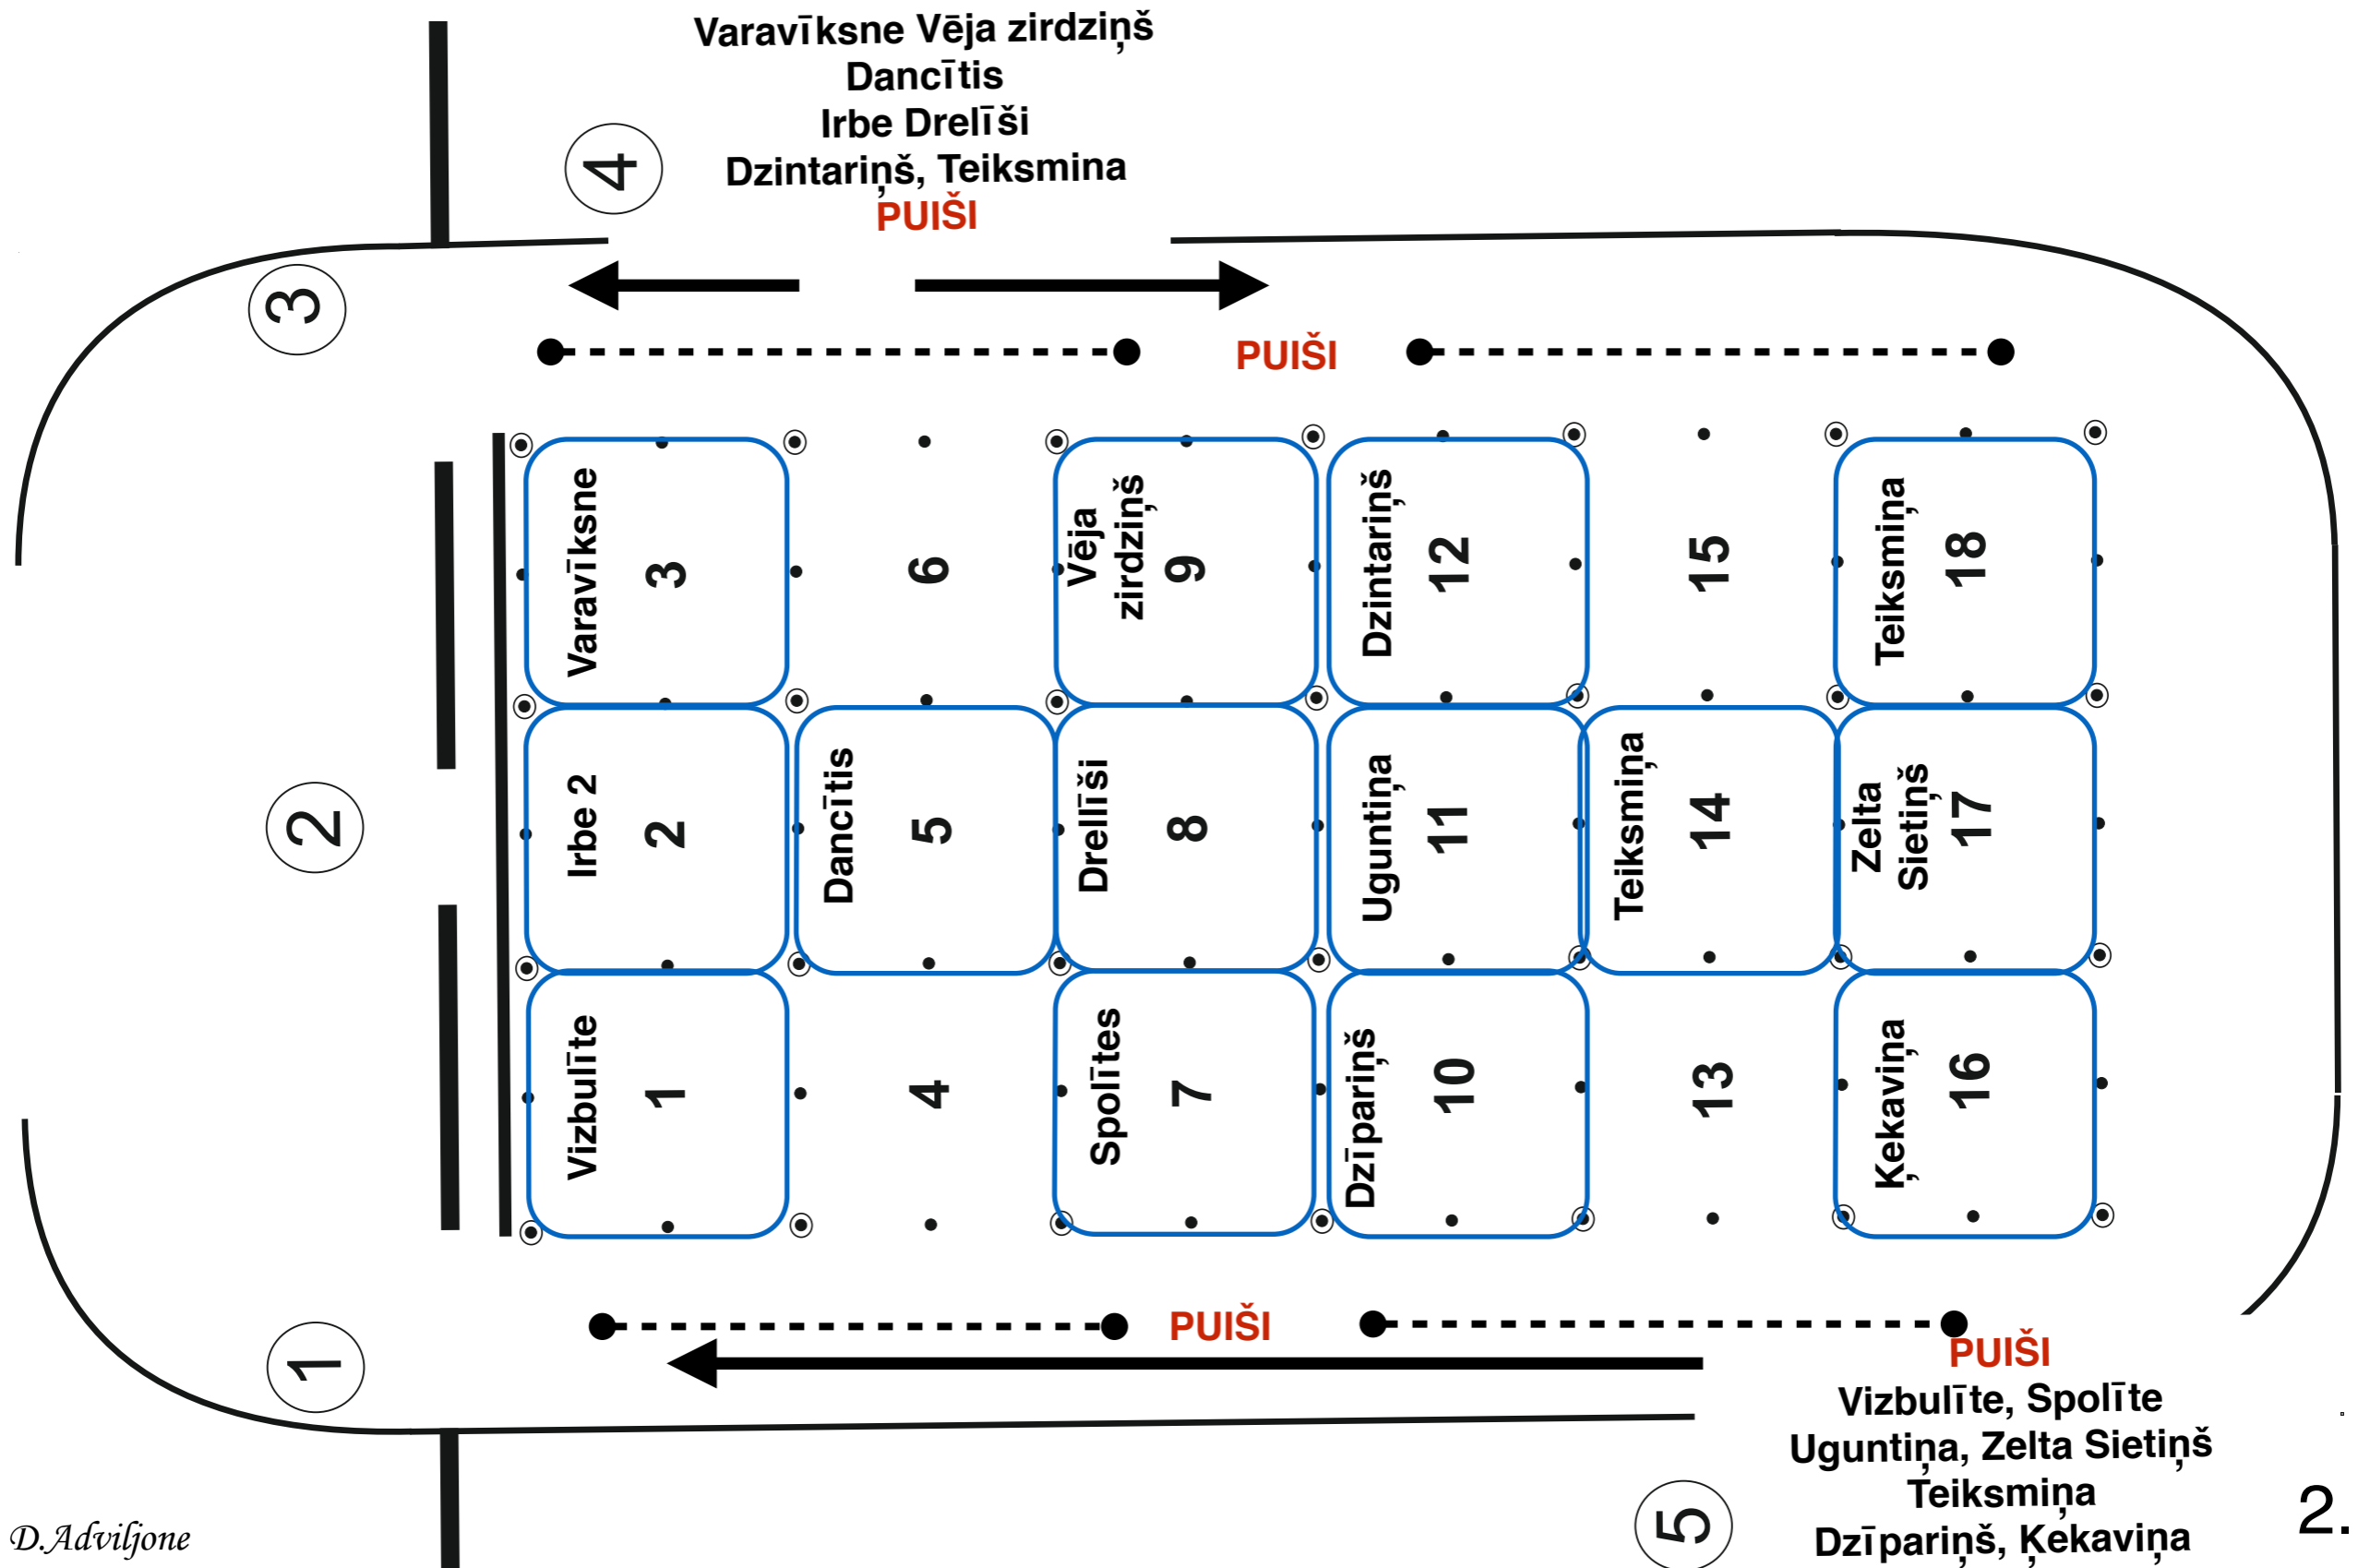 Varavīksne Vēja zirdziņš
Dancītis
Irbe Drelīši
Dzintariņš, Teiksmina
PUIŠI
4
3
PUIŠI
Varavīksne
3
6
Vēja
zirdziņš
9
Dzintariņš
12
15
Teiksmiņa
18
2
Irbe 2
2
Dancītis
5
Drellīši
8
Uguntiņa
11
Teiksmiņa
14
Zelta
Sietiņš
17
Vizbulīte
1
4
Spolītes
7
Dzīpariņš
10
13
Ķekaviņa
16
1
PUIŠI
PUIŠI
Vizbulīte, Spolīte
Uguntiņa, Zelta Sietiņš
Teiksmiņa
Dzīpariņš, Ķekaviņa
5
2.
D.Adviljone